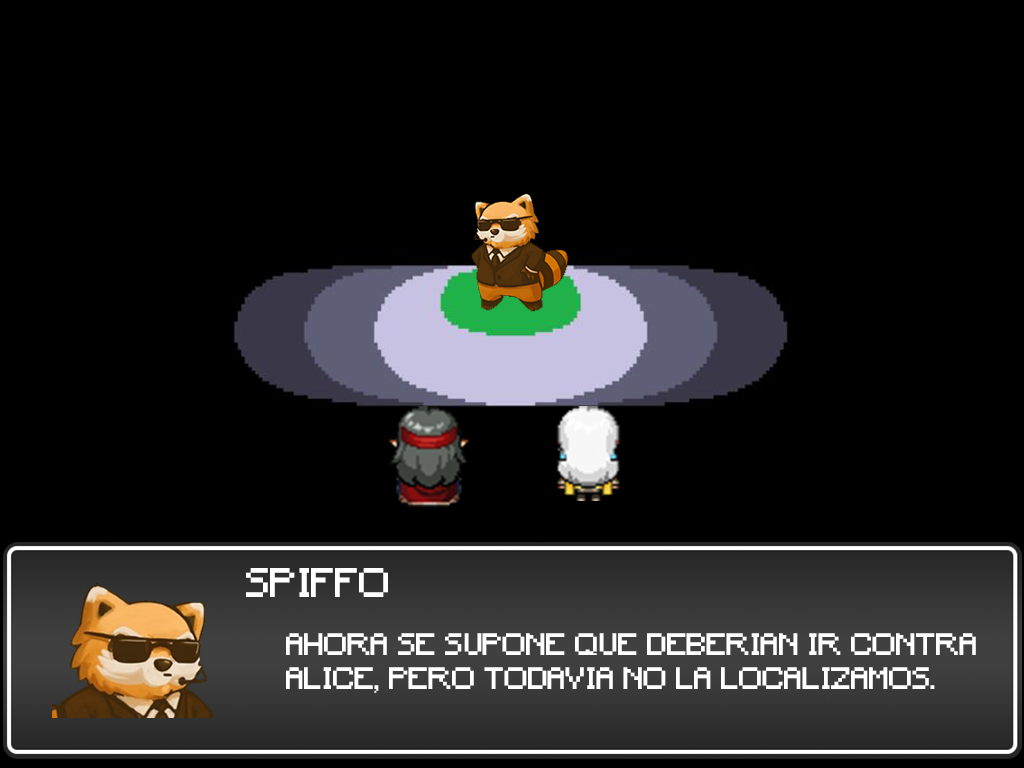 SPIFFO
AHORA SE SUPONE QUE DEBERIAN IR CONTRA
ALICE, PERO TODAVIA NO LA LOCALIZAMOS.